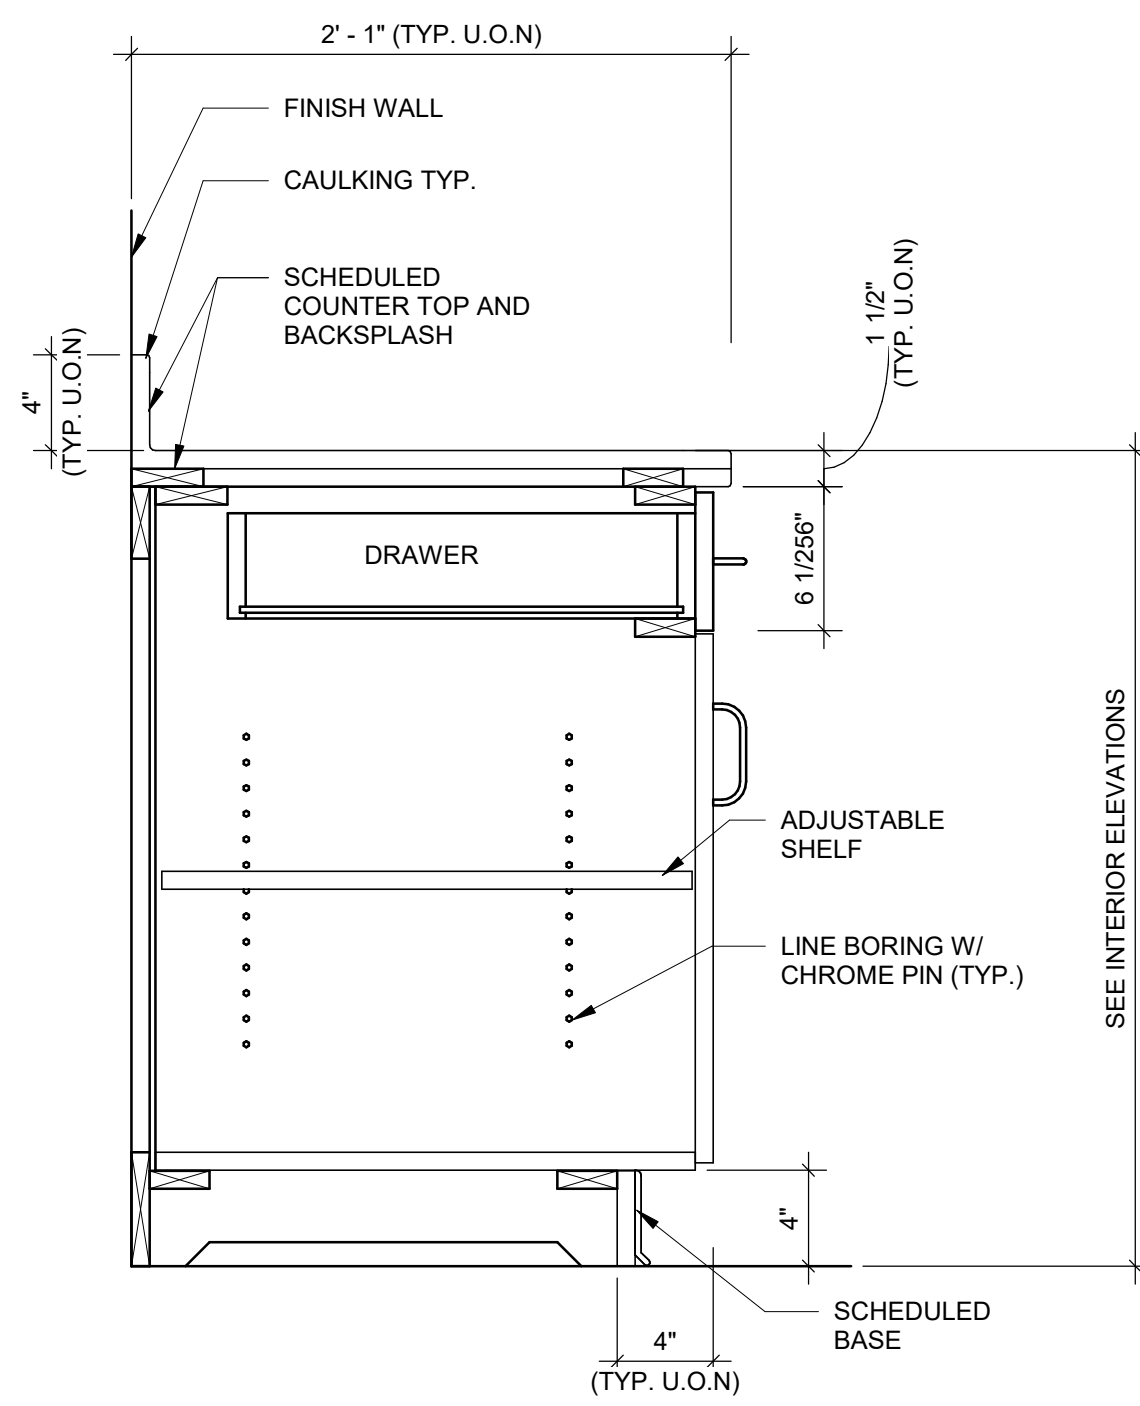 2' - 1" (TYP. U.O.N)
FINISH WALL
CAULKING TYP.
SCHEDULED
COUNTER TOP AND
BACKSPLASH
4"
(TYP. U.O.N)
1 1/2"
(TYP. U.O.N)
DRAWER
6 1/256"
SEE INTERIOR ELEVATIONS
ADJUSTABLE
SHELF
LINE BORING W/
CHROME PIN (TYP.)
4"
SCHEDULED
BASE
4"
(TYP. U.O.N)